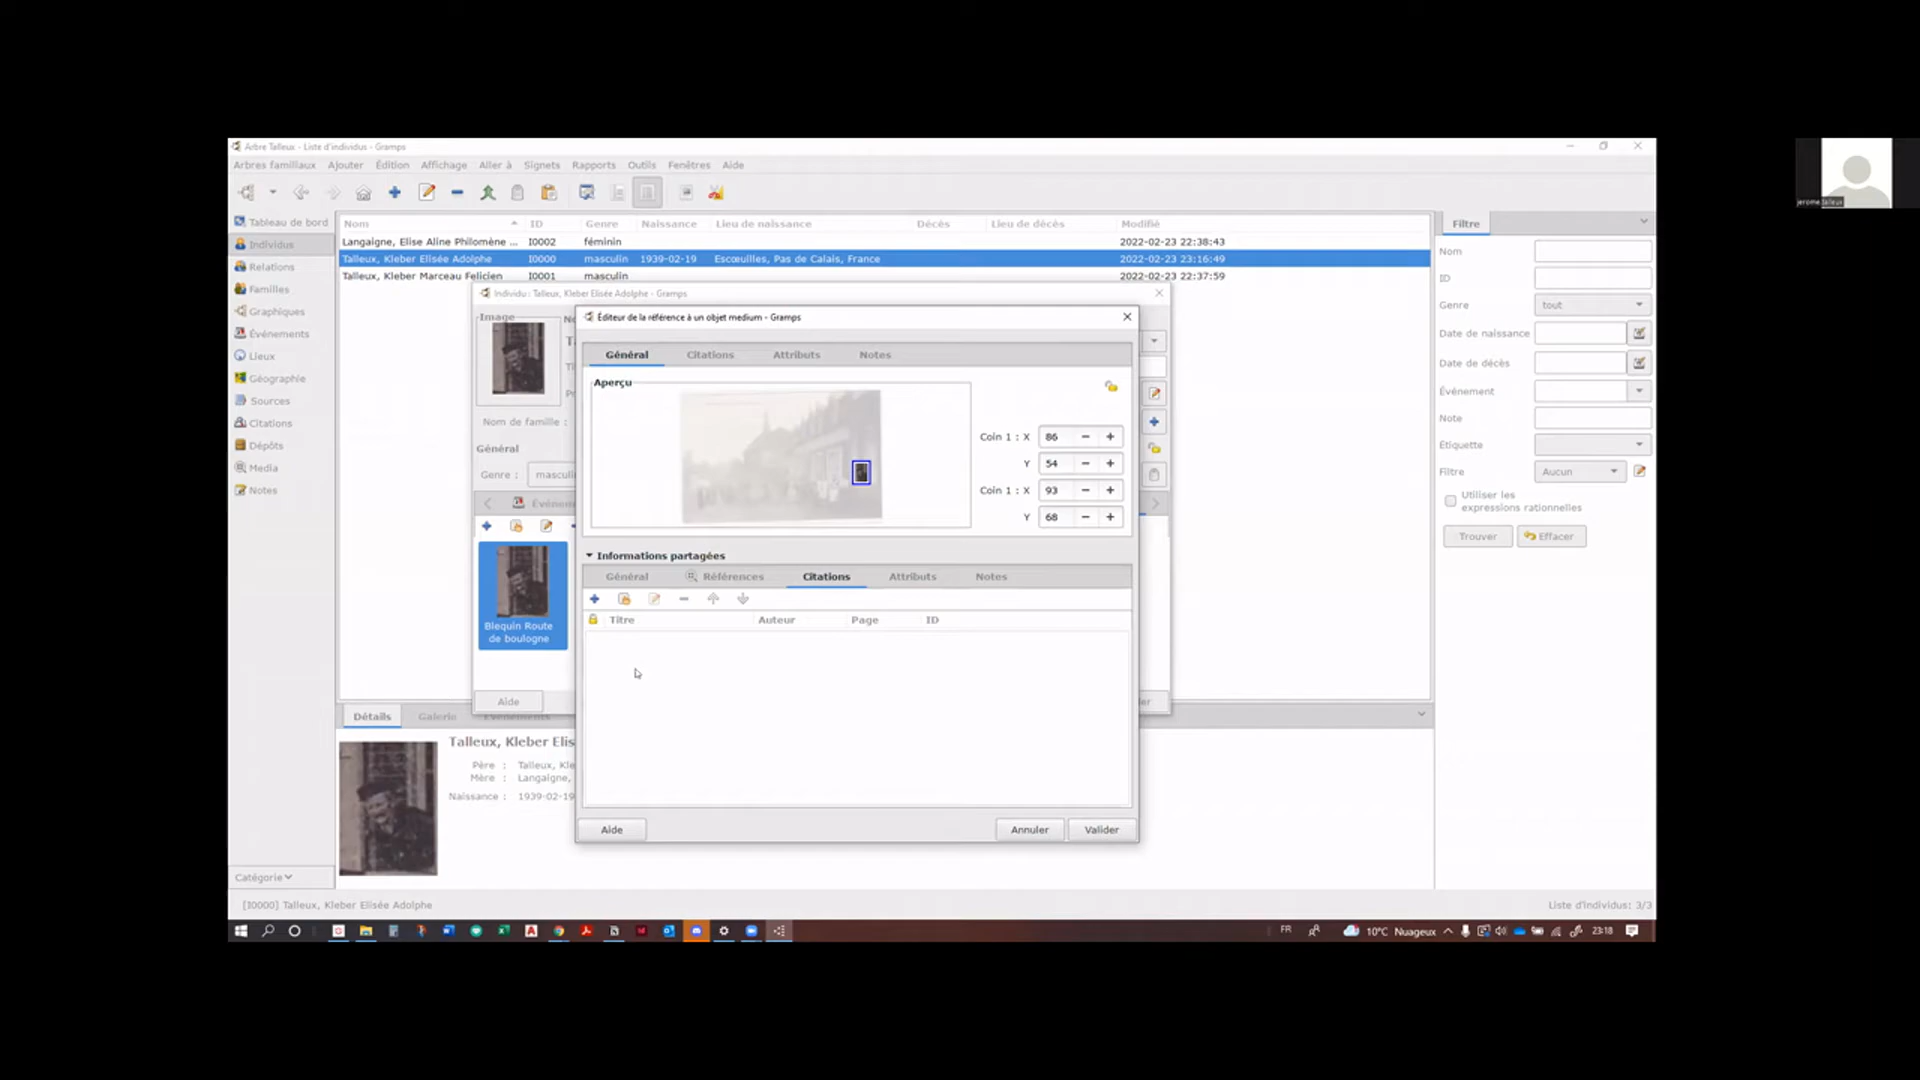 Arbre Talleux - Liste d'individus - Gramps
Arbres familiaux Ajouter Édition Affichage Aller à Signets Rapports Outils Fenêtres Aide
Tableau de bord
Individus
Relations
Familles
Graphiques
Événements
Lieux
Géographie
Sources
Citations
Dépôts
Media
Notes
Catégorie
Nom ID Genre Naissance Lieu de naissance Décès Lieu de décès Modifié
Langaigne, Elise Aline Philomène ... I0002 féminin 2022-02-23 22:38:43
Talleux, Kleber Elisée Adolphe I0000 masculin 1939-02-19 Escœuilles, Pas de Calais, France 2022-02-23 23:16:49
Talleux, Kleber Marceau Felicien I0001 masculin 2022-02-23 22:37:59
Individu : Talleux, Kleber Elisée Adolphe - Gramps
Image
Nom de famille :
Général
Genre : masculi
Événem
Blequin Route
de boulogne
Aide
Éditeur de la référence à un objet medium - Gramps
Général Citations Attributs Notes
Aperçu
Coin 1 : X 86
Y 54
Coin 1 : X 93
Y 68
Informations partagées
Général Références Citations Attributs Notes
Titre Auteur Page ID
Aide Annuler Valider
Filtre
Nom
ID
Genre tout
Date de naissance
Date de décès
Événement
Note
Étiquette
Filtre Aucun
Utiliser les
expressions rationnelles
Trouver Effacer
Détails Galerie Événements
Talleux, Kleber Elis
Père : Talleux, Kle
Mère : Langaigne,
Naissance : 1939-02-19
[I0000] Talleux, Kleber Elisée Adolphe
Liste d'individus: 3/3
FR 10°C Nuageux 23:18
jerome talleux